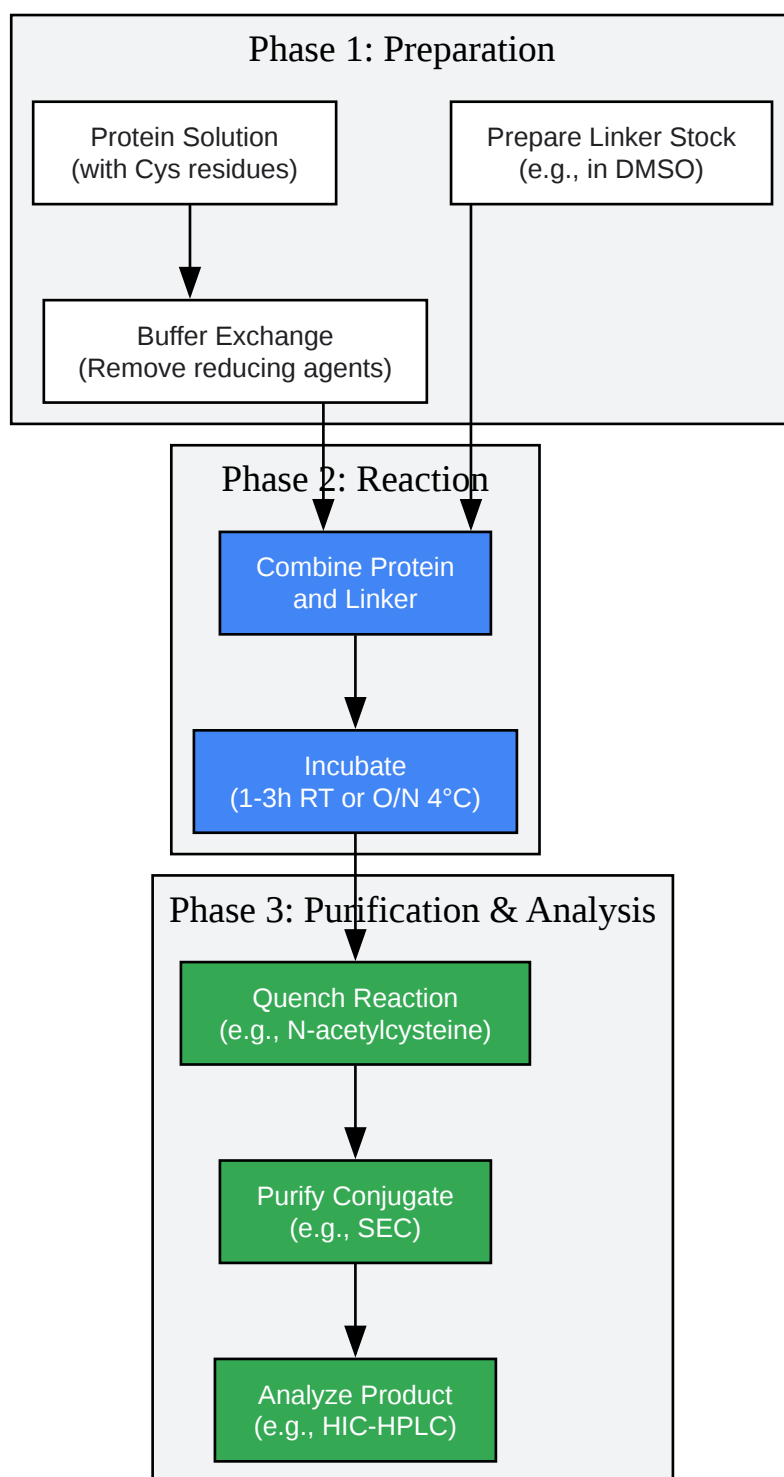 Phase 1: Preparation
Protein Solution
(with Cys residues)
Prepare Linker Stock
(e.g., in DMSO)
Buffer Exchange
(Remove reducing agents)
Phase 2: Reaction
Combine Protein
and Linker
Incubate
(1-3h RT or O/N 4°C)
Phase 3: Purification & Analysis
Quench Reaction
(e.g., N-acetylcysteine)
Purify Conjugate
(e.g., SEC)
Analyze Product
(e.g., HIC-HPLC)